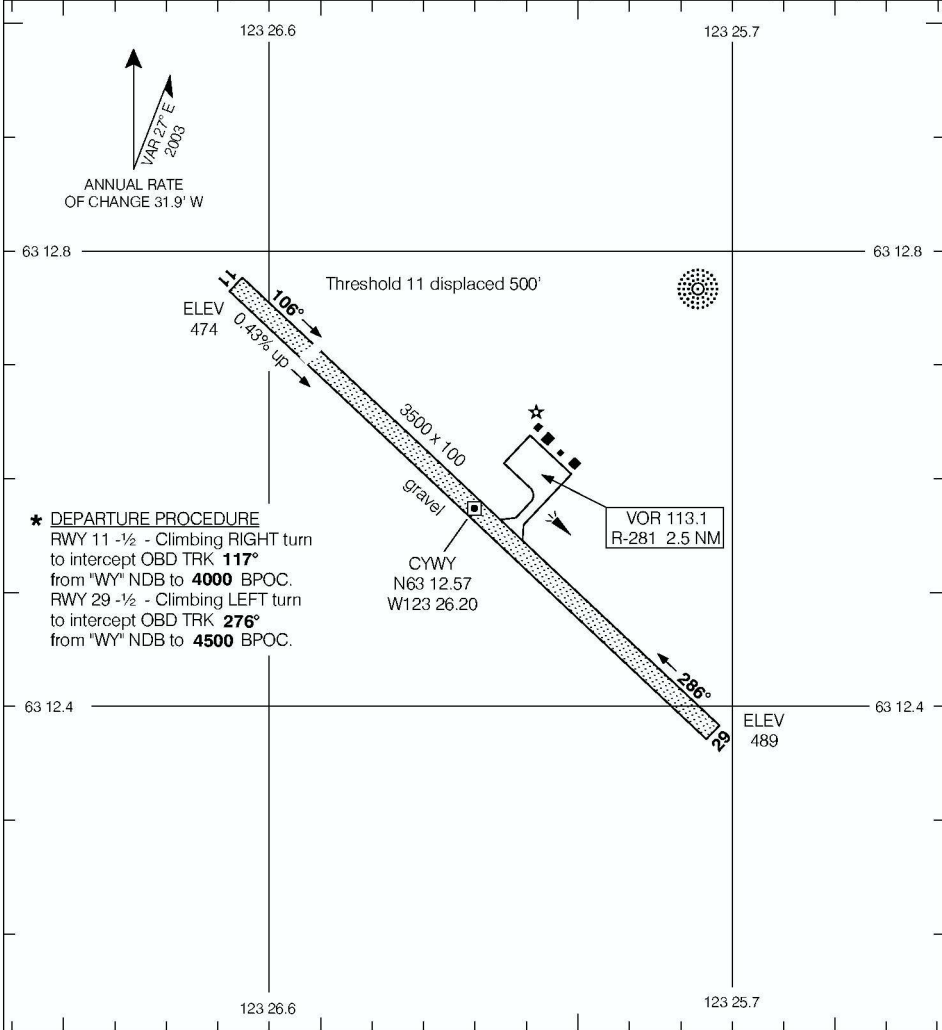 123 26.6
123 25.7
VAR 27° E
2003
ANNUAL RATE
OF CHANGE 31.9' W
63 12.8
63 12.8
11
Threshold 11 displaced 500'
106°
ELEV
474
0.43% up
3500 x 100
gravel
VOR 113.1
R-281 2.5 NM
* DEPARTURE PROCEDURE
RWY 11 -½ - Climbing RIGHT turn
to intercept OBD TRK 117°
from "WY" NDB to 4000 BPOC.
RWY 29 -½ - Climbing LEFT turn
to intercept OBD TRK 276°
from "WY" NDB to 4500 BPOC.
CYWY
N63 12.57
W123 26.20
286°
63 12.4
63 12.4
29
ELEV
489
123 26.6
123 25.7